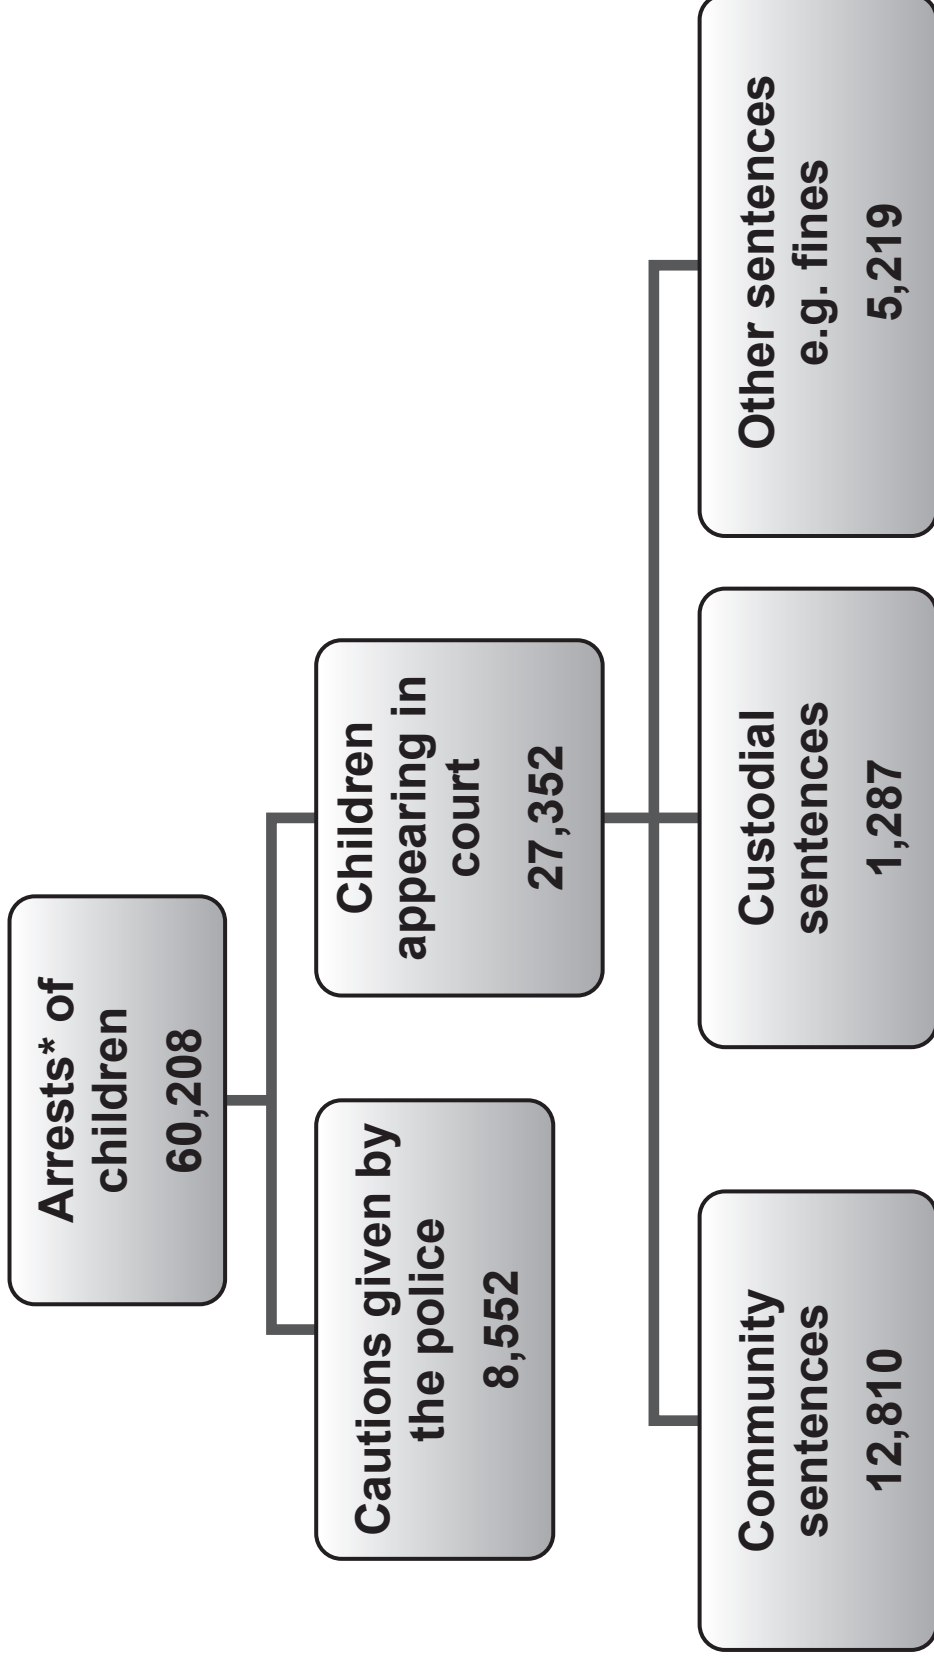 Arrests* of
children
60,208
Cautions given by
the police
8,552
Children
appearing in
court
27,352
Community
sentences
12,810
Custodial
sentences
1,287
Other sentences
e.g. fines
5,219